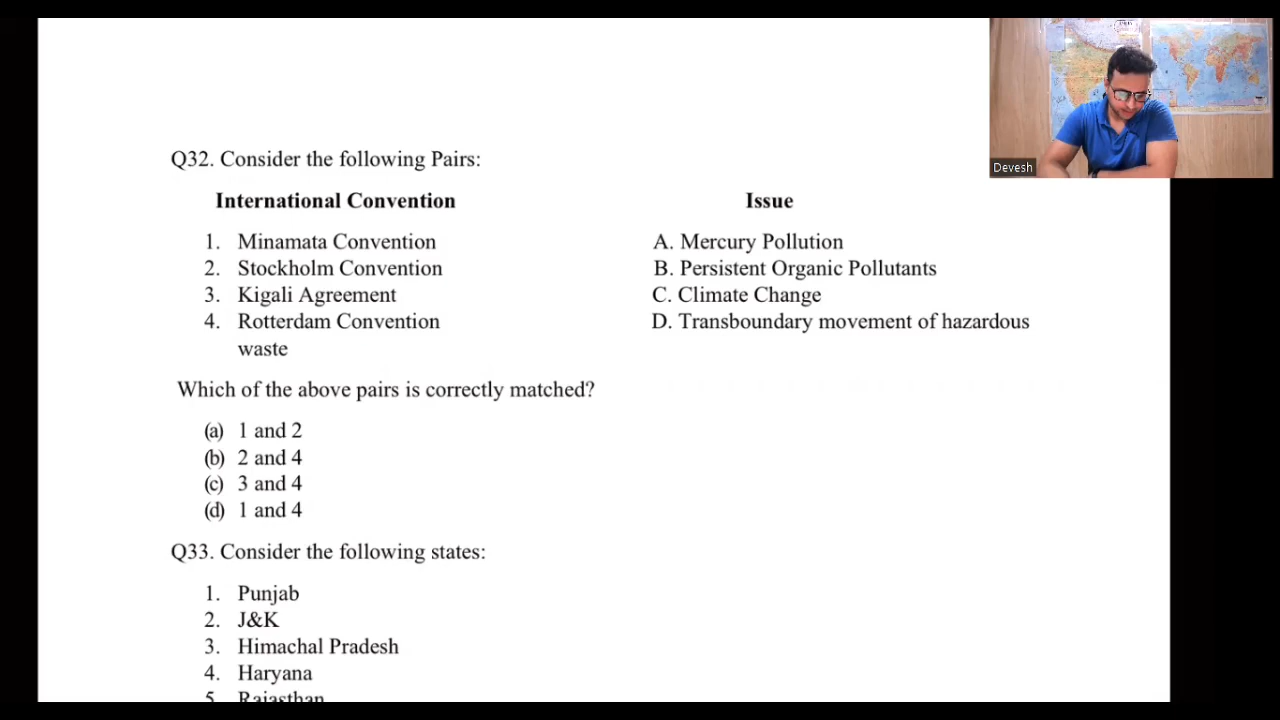 Devesh
Q32. Consider the following Pairs:
International Convention Issue
1. Minamata Convention A. Mercury Pollution
2. Stockholm Convention B. Persistent Organic Pollutants
3. Kigali Agreement C. Climate Change
4. Rotterdam Convention D. Transboundary movement of hazardous
waste
Which of the above pairs is correctly matched?
(a) 1 and 2
(b) 2 and 4
(c) 3 and 4
(d) 1 and 4
Q33. Consider the following states:
1. Punjab
2. J&K
3. Himachal Pradesh
4. Haryana
5. Rajasthan